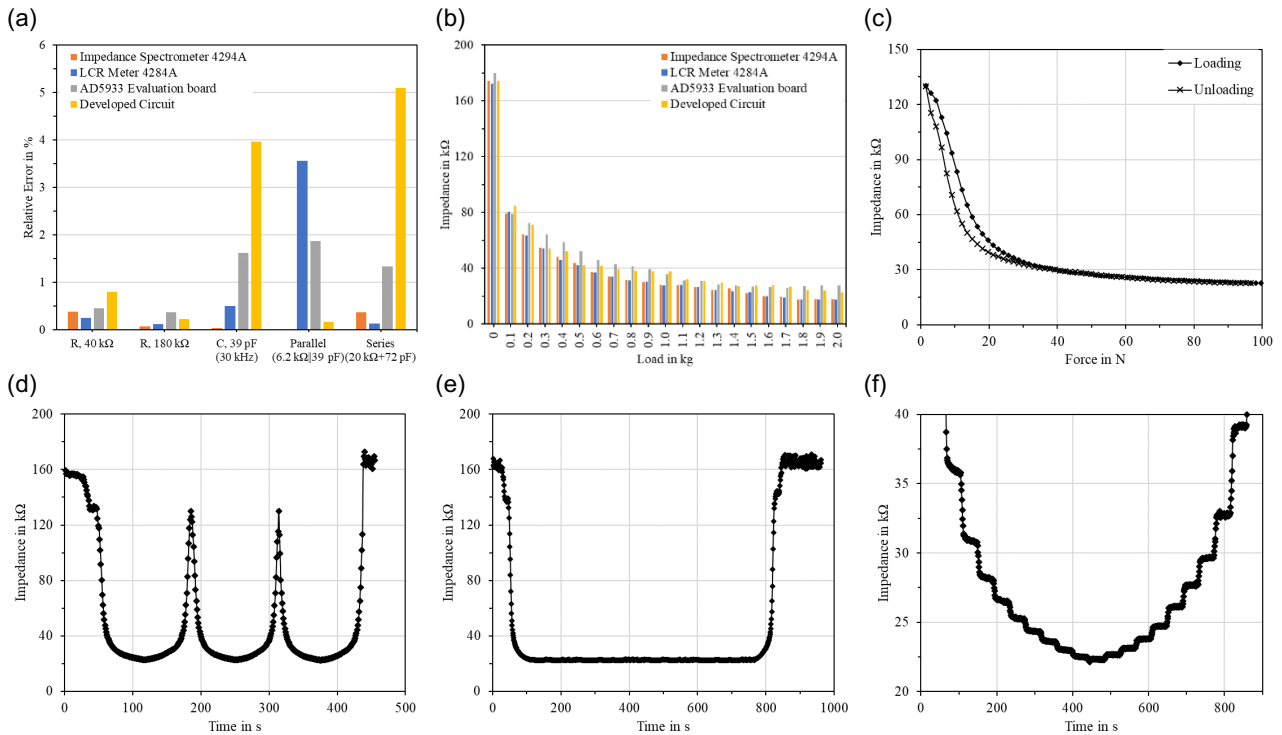 (a)
6
5
4
3
2
1
0
Relative Error in %
Impedance Spectrometer 4294A
LCR Meter 4284A
AD5933 Evaluation board
Developed Circuit
R, 40 kΩ
R, 180 kΩ
C, 39 pF
(30 kHz)
Parallel
(6.2 kΩ|39 pF)
Series
(20 kΩ+72 pF)
(b)
200
160
120
80
40
0
Impedance in kΩ
Impedance Spectrometer 4294A
LCR Meter 4284A
AD5933 Evaluation board
Developed Circuit
0 0.1 0.2 0.3 0.4 0.5 0.6 0.7 0.8 0.9 1.0 1.1 1.2 1.3 1.4 1.5 1.6 1.7 1.8 1.9 2.0
Load in kg
(c)
150
120
90
60
30
0
Impedance in kΩ
Loading
Unloading
0 20 40 60 80 100
Force in N
(d)
200
160
120
80
40
0
Impedance in kΩ
0 100 200 300 400 500
Time in s
(e)
200
160
120
80
40
0
Impedance in kΩ
0 200 400 600 800 1000
Time in s
(f)
40
35
30
25
20
Impedance in kΩ
0 200 400 600 800
Time in s